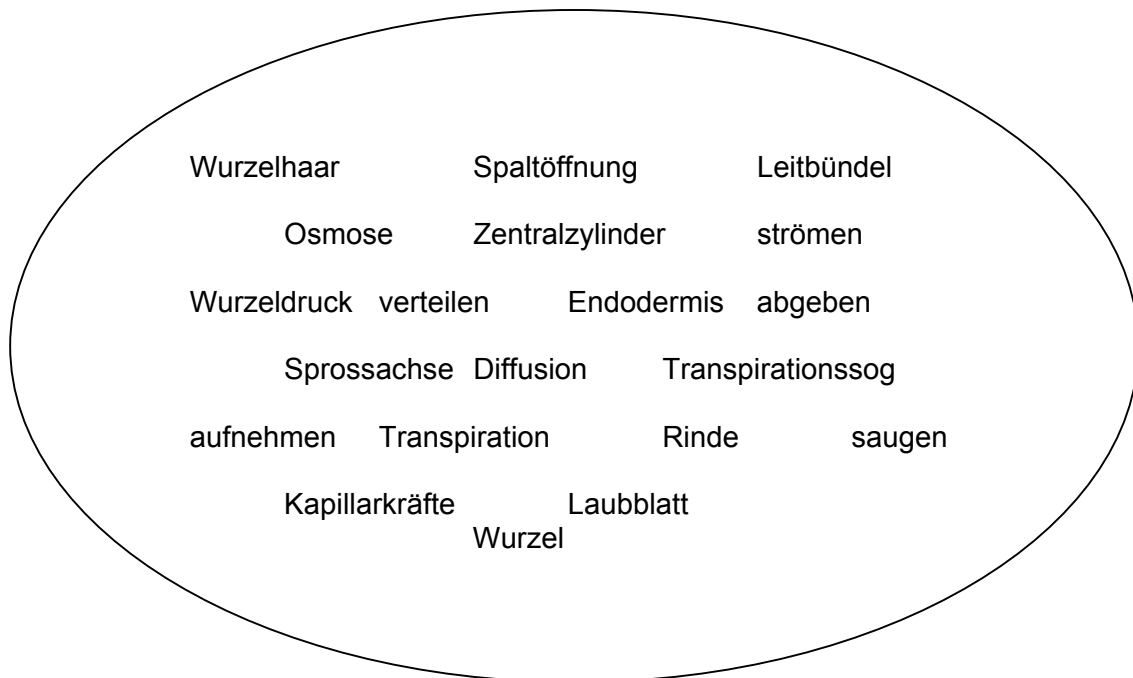 Wurzelhaar Spaltöffnung Leitbündel
Osmose Zentralzylinder strömen
Wurzeldruck verteilen Endodermis abgeben
Sprossachse Diffusion Transpirationssog
aufnehmen Transpiration Rinde saugen
Kapillarkräfte Laubblatt
Wurzel